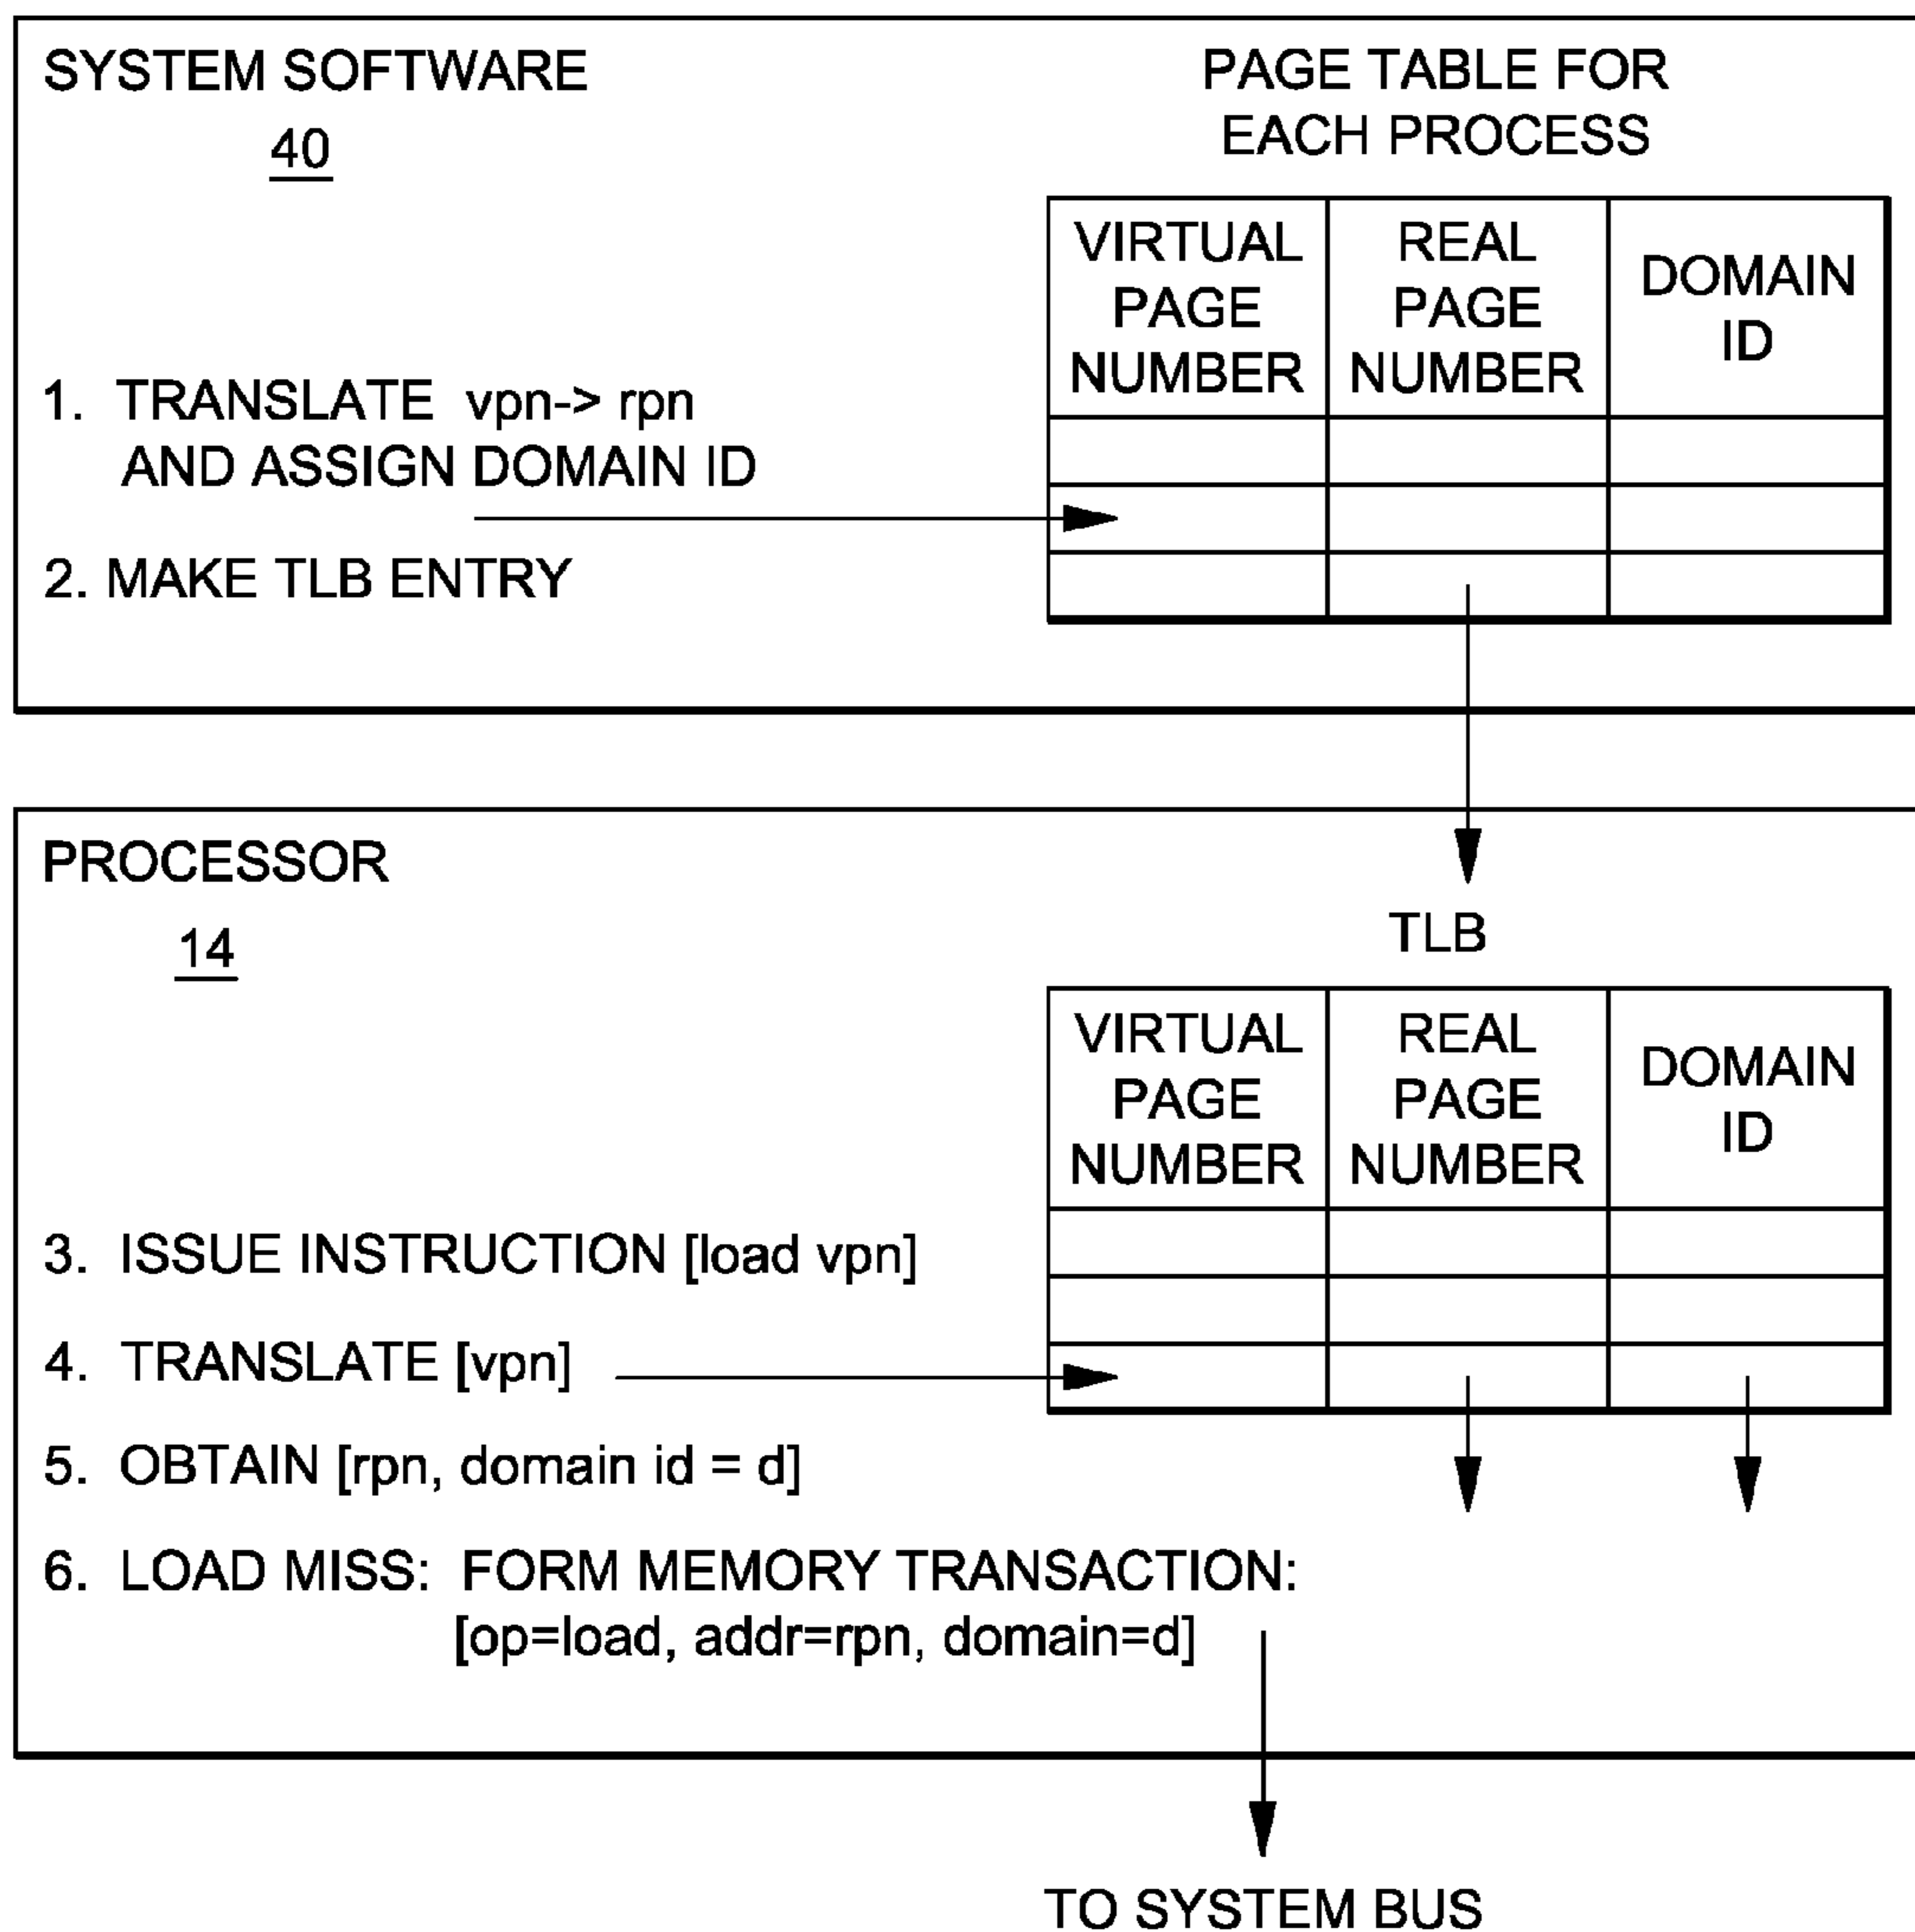 SYSTEM SOFTWARE
40
PAGE TABLE FOR
EACH PROCESS
VIRTUAL
PAGE
NUMBER
REAL
PAGE
NUMBER
DOMAIN
ID
1. TRANSLATE vpn-> rpn
AND ASSIGN DOMAIN ID
2. MAKE TLB ENTRY
PROCESSOR
14
TLB
VIRTUAL
PAGE
NUMBER
REAL
PAGE
NUMBER
DOMAIN
ID
3. ISSUE INSTRUCTION [load vpn]
4. TRANSLATE [vpn]
5. OBTAIN [rpn, domain id = d]
6. LOAD MISS: FORM MEMORY TRANSACTION:
[op=load, addr=rpn, domain=d]
TO SYSTEM BUS